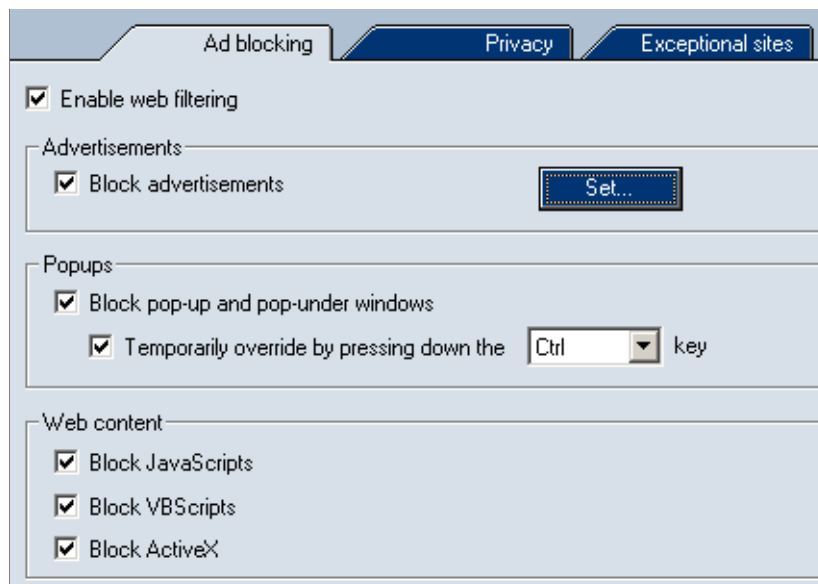 Ad blocking Privacy Exceptional sites
Enable web filtering
Advertisements
Block advertisements Set...
Popups
Block pop-up and pop-under windows
Temporarily override by pressing down the Ctrl key
Web content
Block JavaScripts
Block VBScripts
Block ActiveX